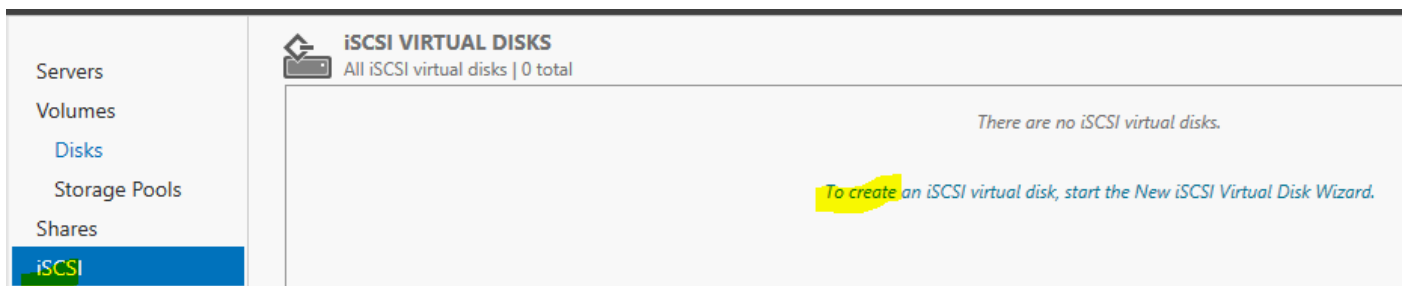 Servers
Volumes
Disks
Storage Pools
Shares
iSCSI
iSCSI VIRTUAL DISKS
All iSCSI virtual disks | 0 total
There are no iSCSI virtual disks.
To create an iSCSI virtual disk, start the New iSCSI Virtual Disk Wizard.